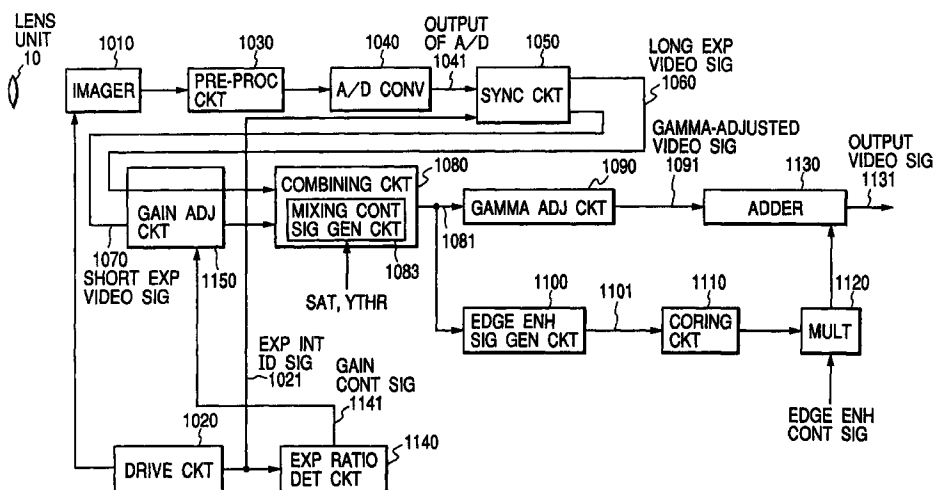 LENS
UNIT
10
1010
IMAGER
1030
PRE-PROC
CKT
1040
A/D CONV
OUTPUT
OF A/D
1041
1050
SYNC CKT
LONG EXP
VIDEO SIG
1060
GAIN ADJ
CKT
1070
SHORT EXP
VIDEO SIG
1150
1080
COMBINING CKT
MIXING CONT
SIG GEN CKT
1083
SAT, YTHR
1081
1090
GAMMA ADJ CKT
GAMMA-ADJUSTED
VIDEO SIG
1091
1130
ADDER
OUTPUT
VIDEO SIG
1131
1100
EDGE ENH
SIG GEN CKT
1101
1110
CORING
CKT
1120
MULT
EDGE ENH
CONT SIG
EXP INT
ID SIG
1021
GAIN
CONT SIG
1141
1020
DRIVE CKT
1140
EXP RATIO
DET CKT